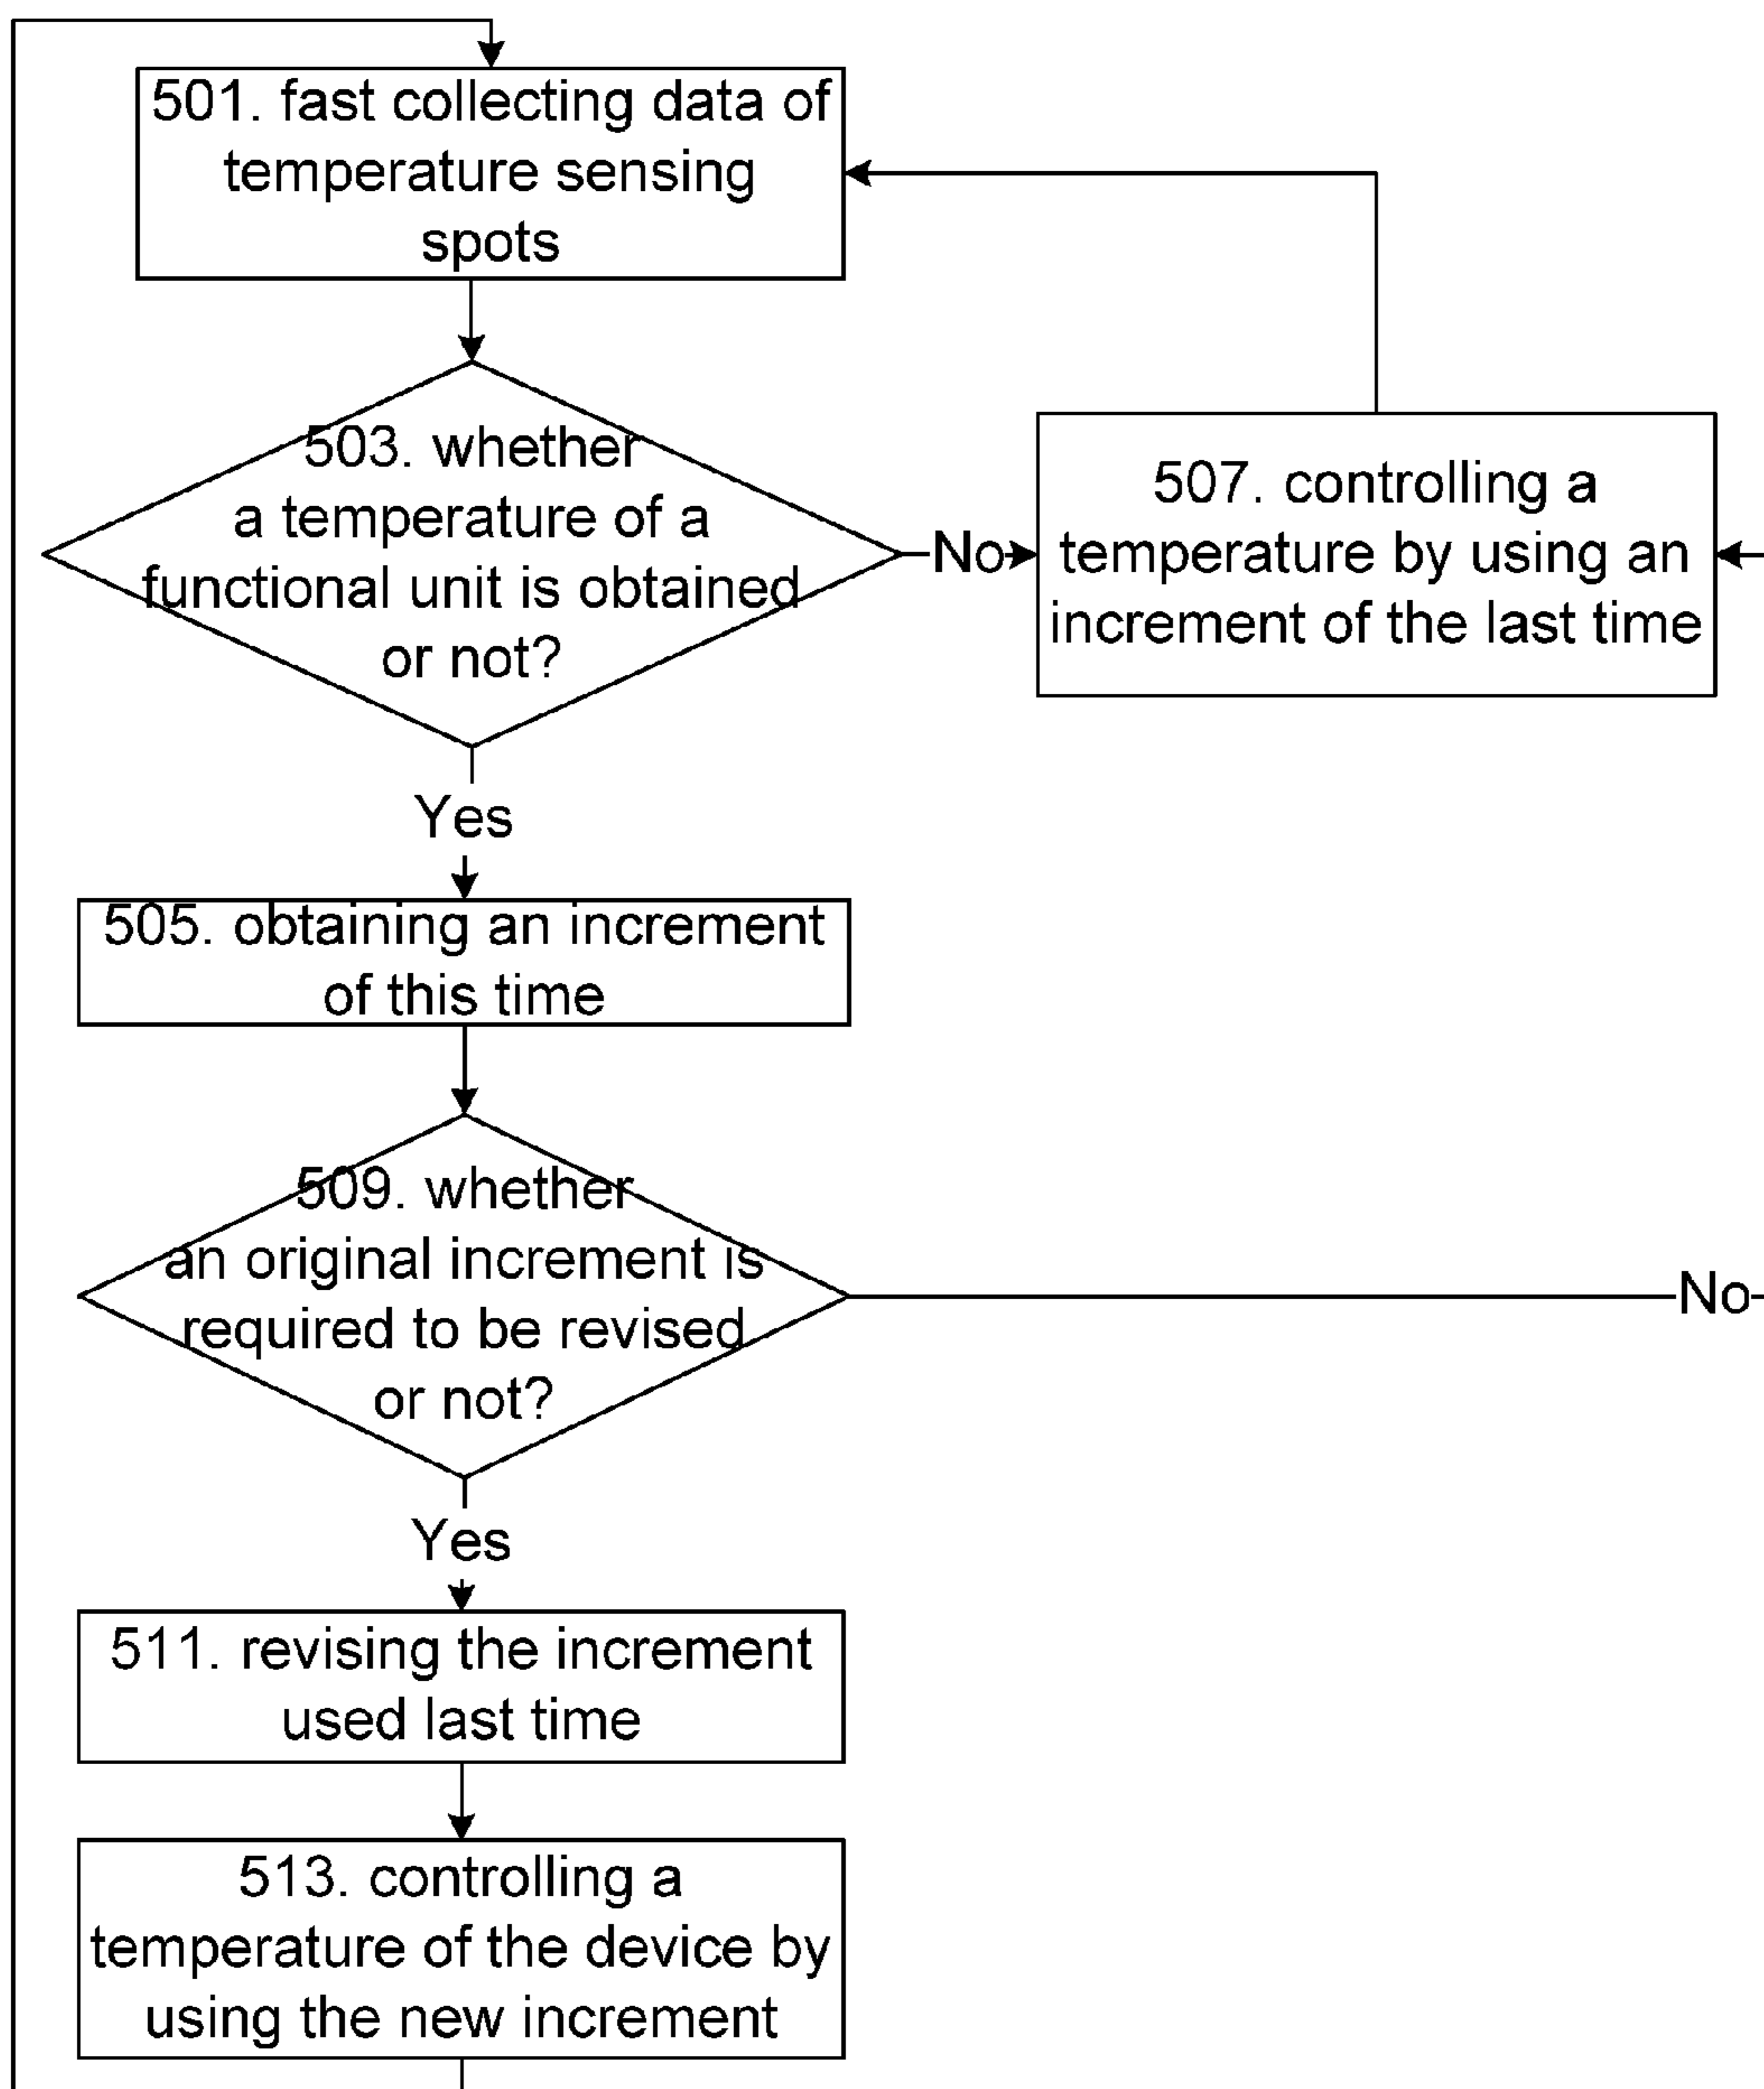 501. fast collecting data of
temperature sensing
spots
503. whether
a temperature of a
functional unit is obtained
or not?
No
507. controlling a
temperature by using an
increment of the last time
Yes
505. obtaining an increment
of this time
509. whether
an original increment is
required to be revised
or not?
No
Yes
511. revising the increment
used last time
513. controlling a
temperature of the device by
using the new increment